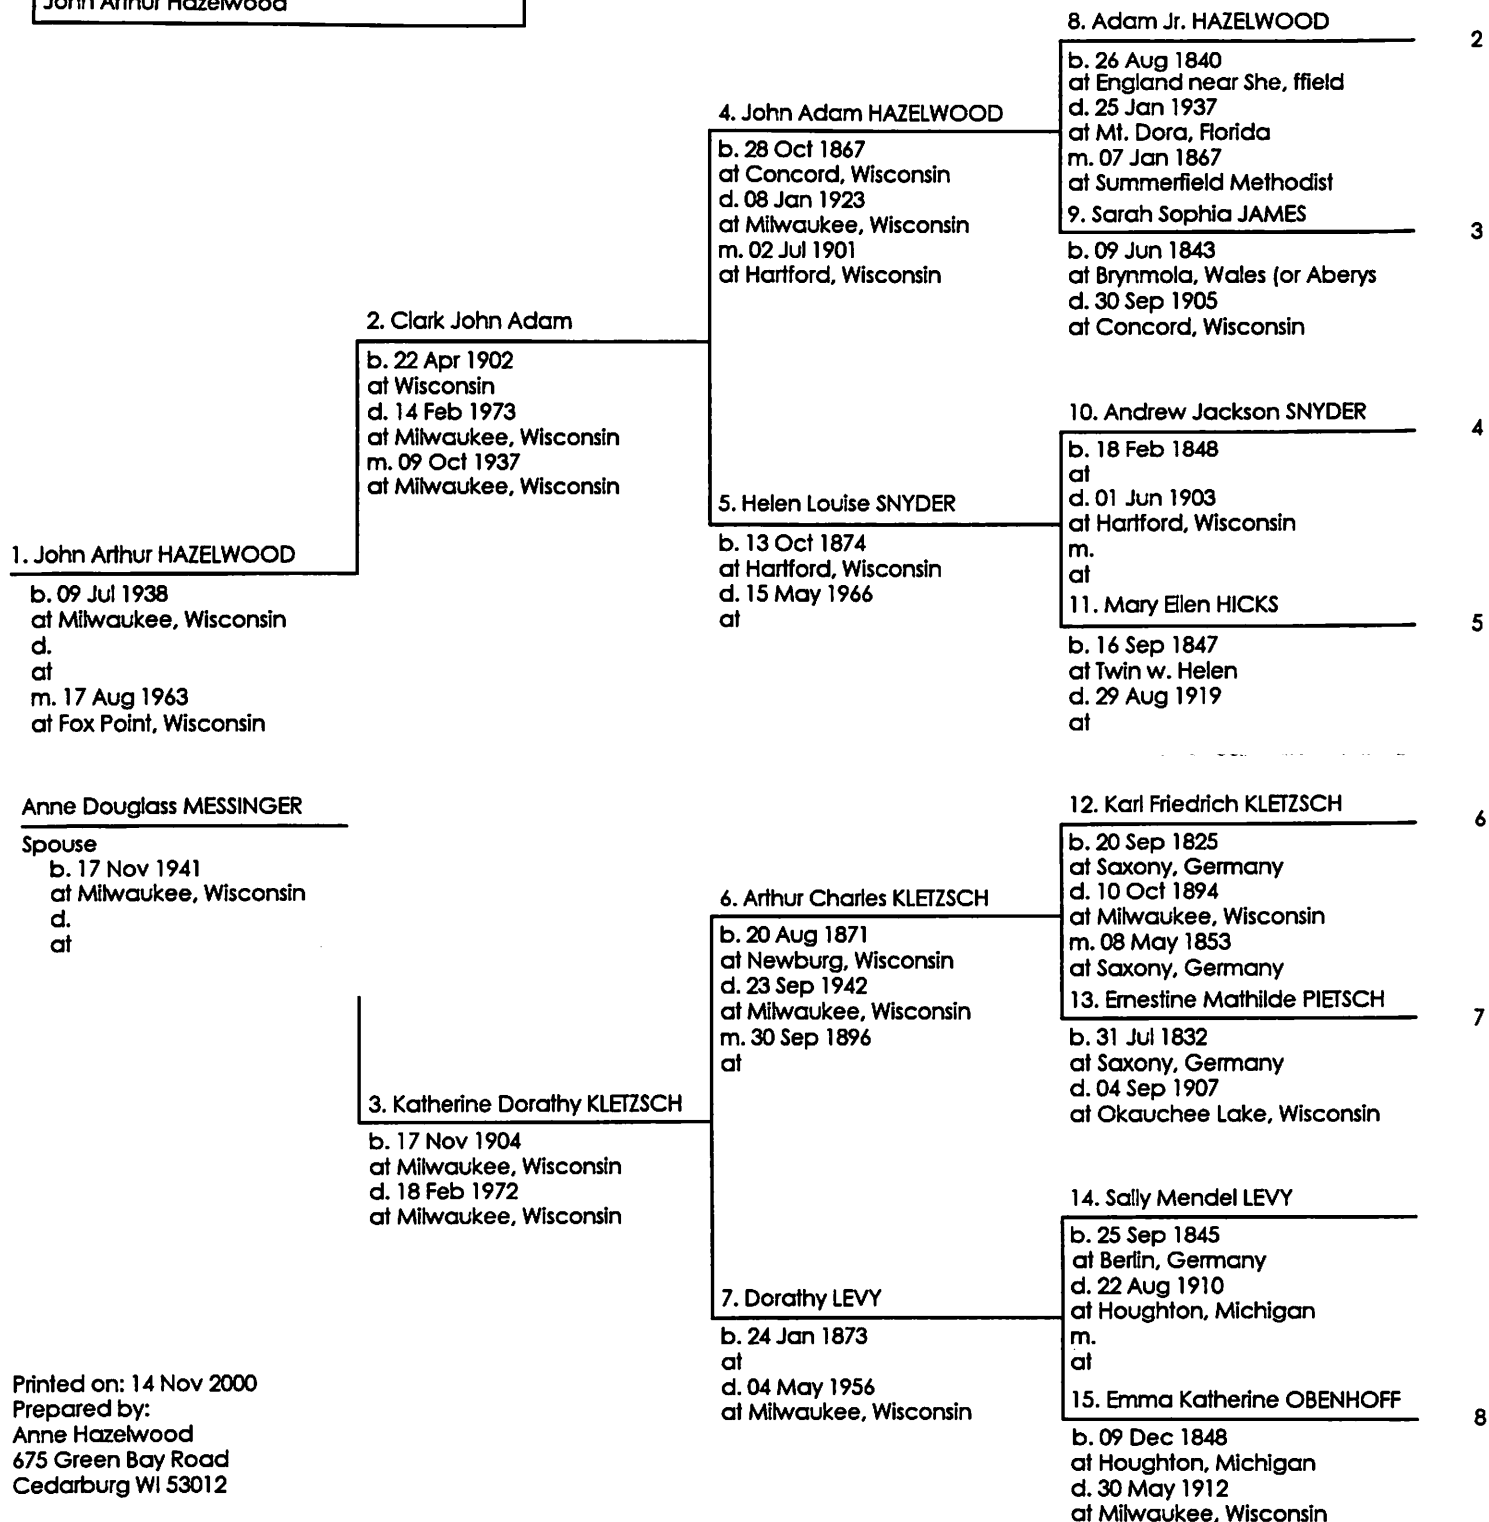 John Arthur Hazelwood
8. Adam Jr. HAZELWOOD
2
b. 26 Aug 1840
at England near She, ffield
d. 25 Jan 1937
at Mt. Dora, Florida
m. 07 Jan 1867
at Summerfield Methodist
4. John Adam HAZELWOOD
b. 28 Oct 1867
at Concord, Wisconsin
d. 08 Jan 1923
at Milwaukee, Wisconsin
m. 02 Jul 1901
at Hartford, Wisconsin
9. Sarah Sophia JAMES
3
b. 09 Jun 1843
at Brynmola, Wales (or Aberys
d. 30 Sep 1905
at Concord, Wisconsin
2. Clark John Adam
b. 22 Apr 1902
at Wisconsin
d. 14 Feb 1973
at Milwaukee, Wisconsin
m. 09 Oct 1937
at Milwaukee, Wisconsin
10. Andrew Jackson SNYDER
4
b. 18 Feb 1848
at
d. 01 Jun 1903
at Hartford, Wisconsin
m.
at
5. Helen Louise SNYDER
b. 13 Oct 1874
at Hartford, Wisconsin
d. 15 May 1966
at
11. Mary Ellen HICKS
5
b. 16 Sep 1847
at Twin w. Helen
d. 29 Aug 1919
at
1. John Arthur HAZELWOOD
b. 09 Jul 1938
at Milwaukee, Wisconsin
d.
at
m. 17 Aug 1963
at Fox Point, Wisconsin
Anne Douglass MESSINGER
Spouse
b. 17 Nov 1941
at Milwaukee, Wisconsin
d.
at
12. Karl Friedrich KLETZSCH
6
b. 20 Sep 1825
at Saxony, Germany
d. 10 Oct 1894
at Milwaukee, Wisconsin
m. 08 May 1853
at Saxony, Germany
6. Arthur Charles KLETZSCH
b. 20 Aug 1871
at Newburg, Wisconsin
d. 23 Sep 1942
at Milwaukee, Wisconsin
m. 30 Sep 1896
at
13. Ernestine Mathilde PIETSCH
7
b. 31 Jul 1832
at Saxony, Germany
d. 04 Sep 1907
at Okauchee Lake, Wisconsin
3. Katherine Dorathy KLETZSCH
b. 17 Nov 1904
at Milwaukee, Wisconsin
d. 18 Feb 1972
at Milwaukee, Wisconsin
14. Sally Mendel LEVY
b. 25 Sep 1845
at Berlin, Germany
d. 22 Aug 1910
at Houghton, Michigan
m.
at
7. Dorathy LEVY
b. 24 Jan 1873
at
d. 04 May 1956
at Milwaukee, Wisconsin
15. Emma Katherine OBENHOFF
8
b. 09 Dec 1848
at Houghton, Michigan
d. 30 May 1912
at Milwaukee, Wisconsin
Printed on: 14 Nov 2000
Prepared by:
Anne Hazelwood
675 Green Bay Road
Cedarburg WI 53012